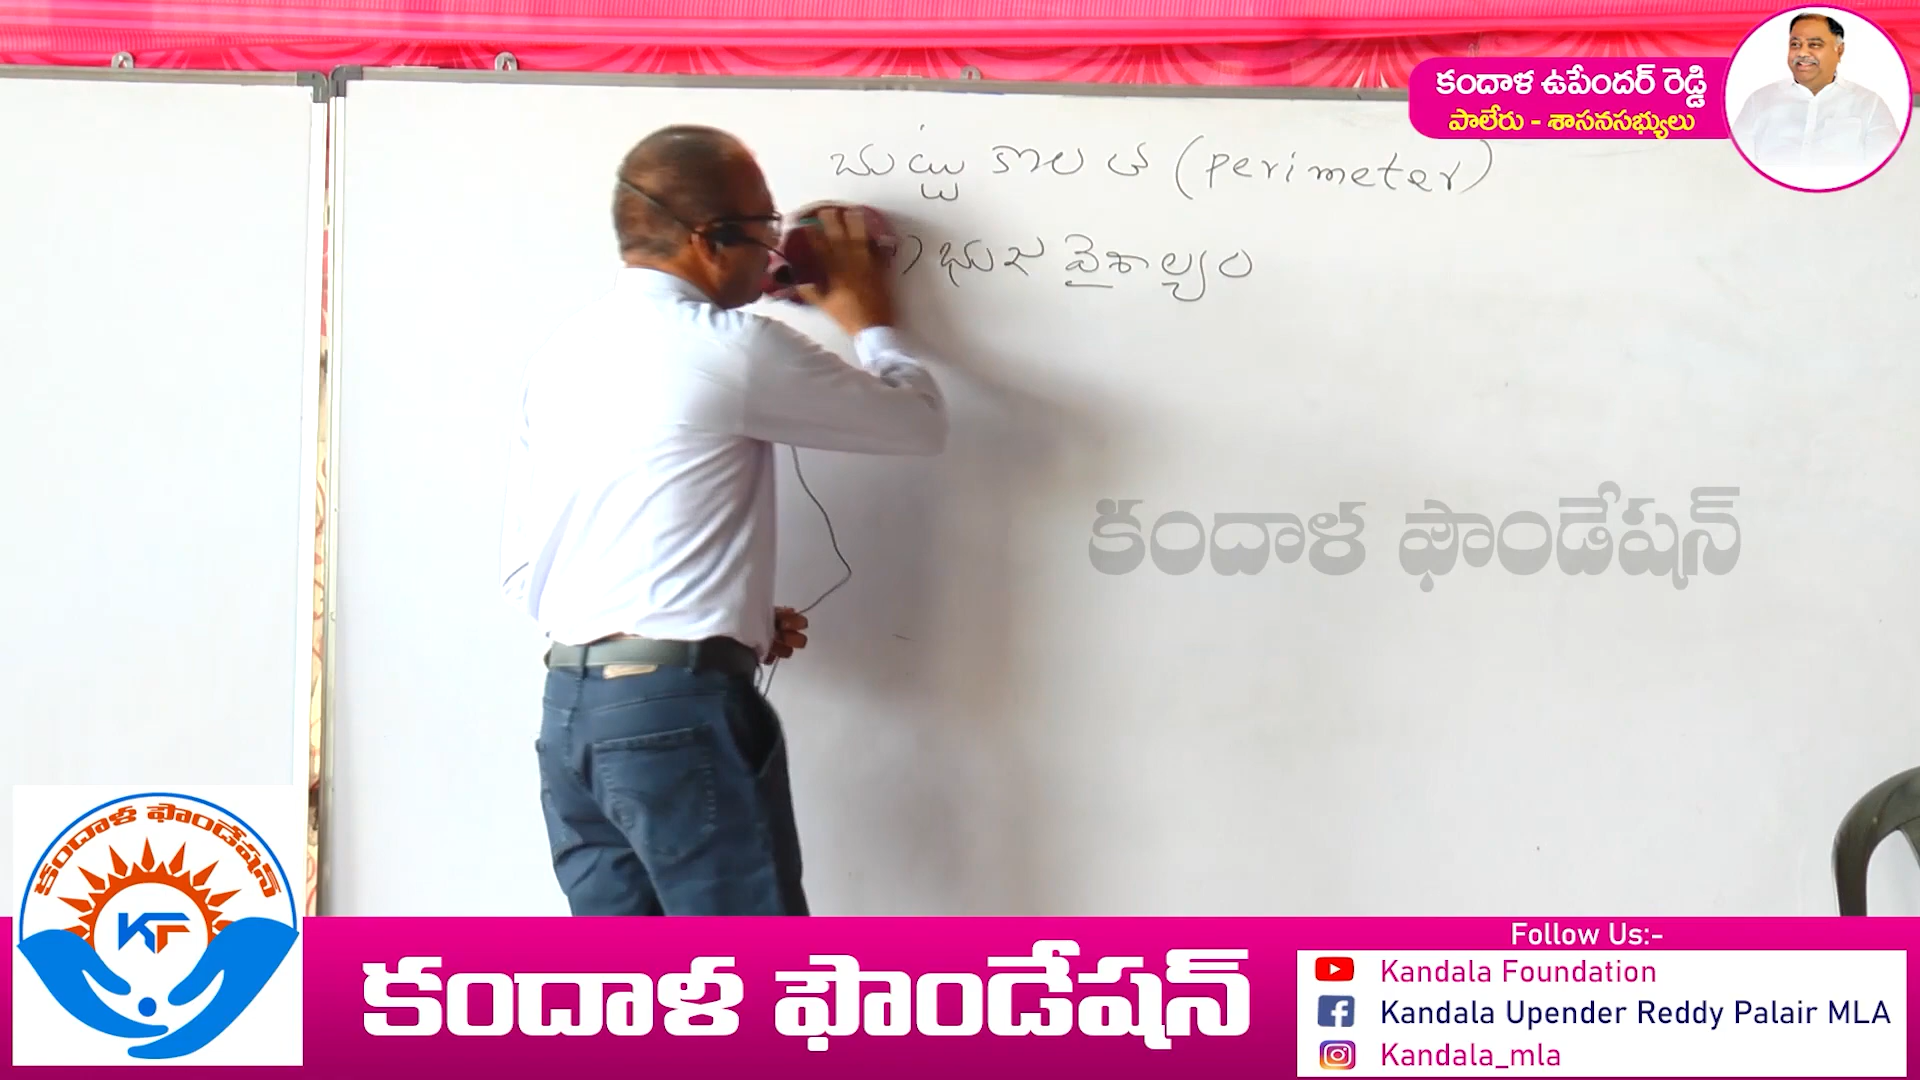 కందాళ ఉపేందర్ రెడ్డి
పాలేరు - శాసనసభ్యులు
చుట్టు కొలత (perimeter)
) భుజ వైశాల్యం
కందాళ ఫౌండేషన్
కందాళ ఫౌండేషన్
KF
కందాళ ఫౌండేషన్
Follow Us:-
Kandala Foundation
Kandala Upender Reddy Palair MLA
Kandala_mla